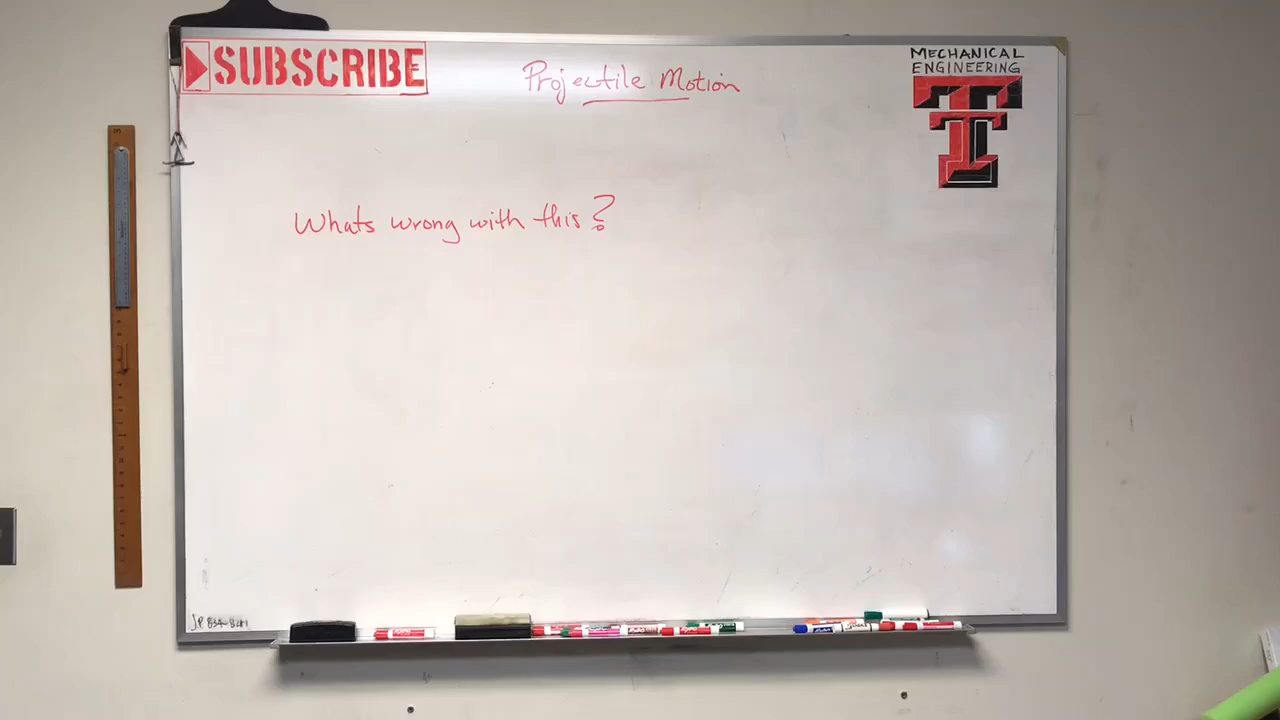 SUBSCRIBE
Projectile Motion
MECHANICAL
ENGINEERING
Whats wrong with this?